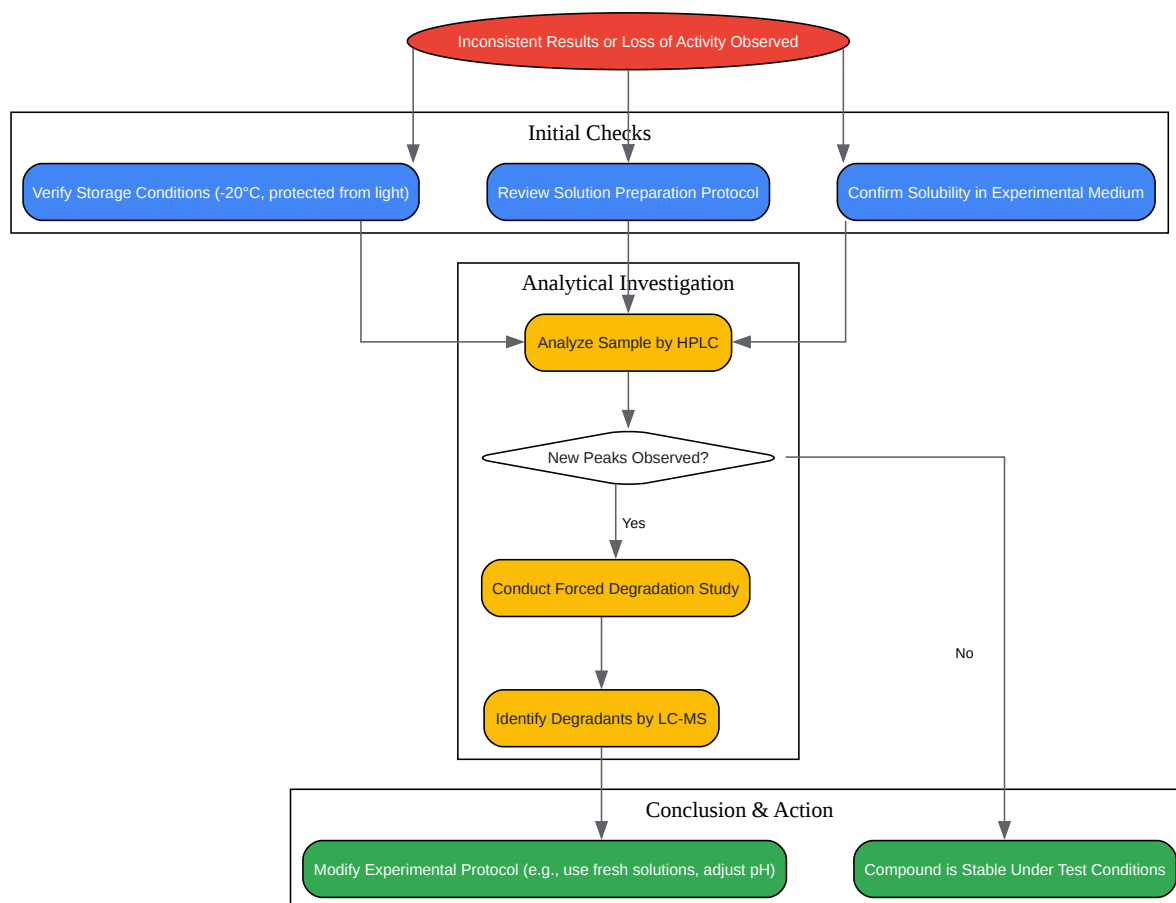 Inconsistent Results or Loss of Activity Observed
Initial Checks
Verify Storage Conditions (-20°C, protected from light)
Review Solution Preparation Protocol
Confirm Solubility in Experimental Medium
Analytical Investigation
Analyze Sample by HPLC
New Peaks Observed?
Yes
Conduct Forced Degradation Study
No
Identify Degradants by LC-MS
Conclusion & Action
Modify Experimental Protocol (e.g., use fresh solutions, adjust pH)
Compound is Stable Under Test Conditions